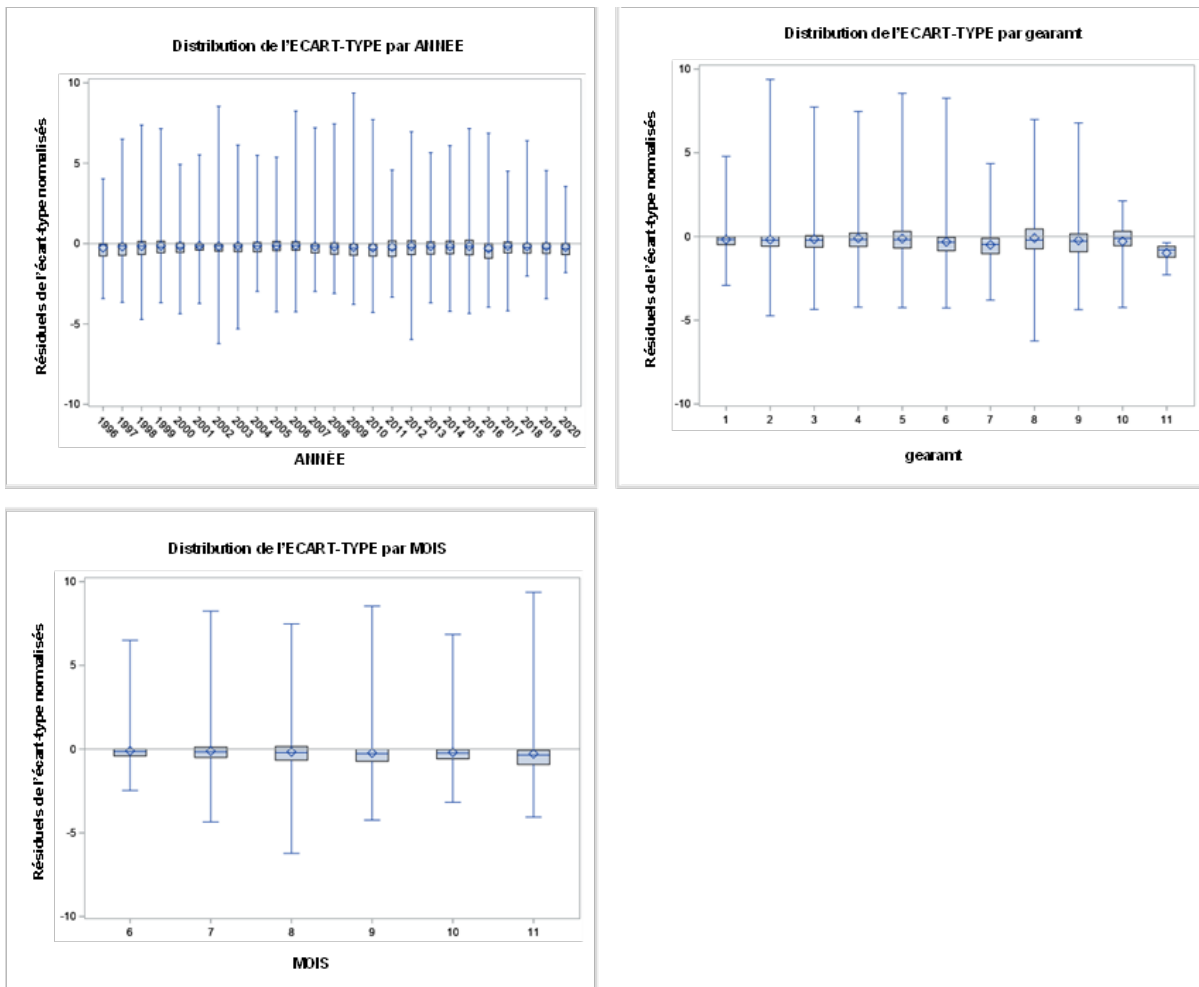 Distribution de l'ECART-TYPE par ANNEE
Résiduels de l'écart-type normalisés
10
5
0
-5
-10
1996 1997 1998 1999 2000 2001 2002 2003 2004 2005 2006 2007 2008 2009 2010 2011 2012 2013 2014 2015 2016 2017 2018 2019 2020
ANNÉE
Distribution de l'ECART-TYPE par gearamt
Résiduels de l'écart-type normalisés
10
5
0
-5
-10
1 2 3 4 5 6 7 8 9 10 11
gearamt
Distribution de l'ECART-TYPE par MOIS
Résiduels de l'écart-type normalisés
10
5
0
-5
-10
6 7 8 9 10 11
MOIS